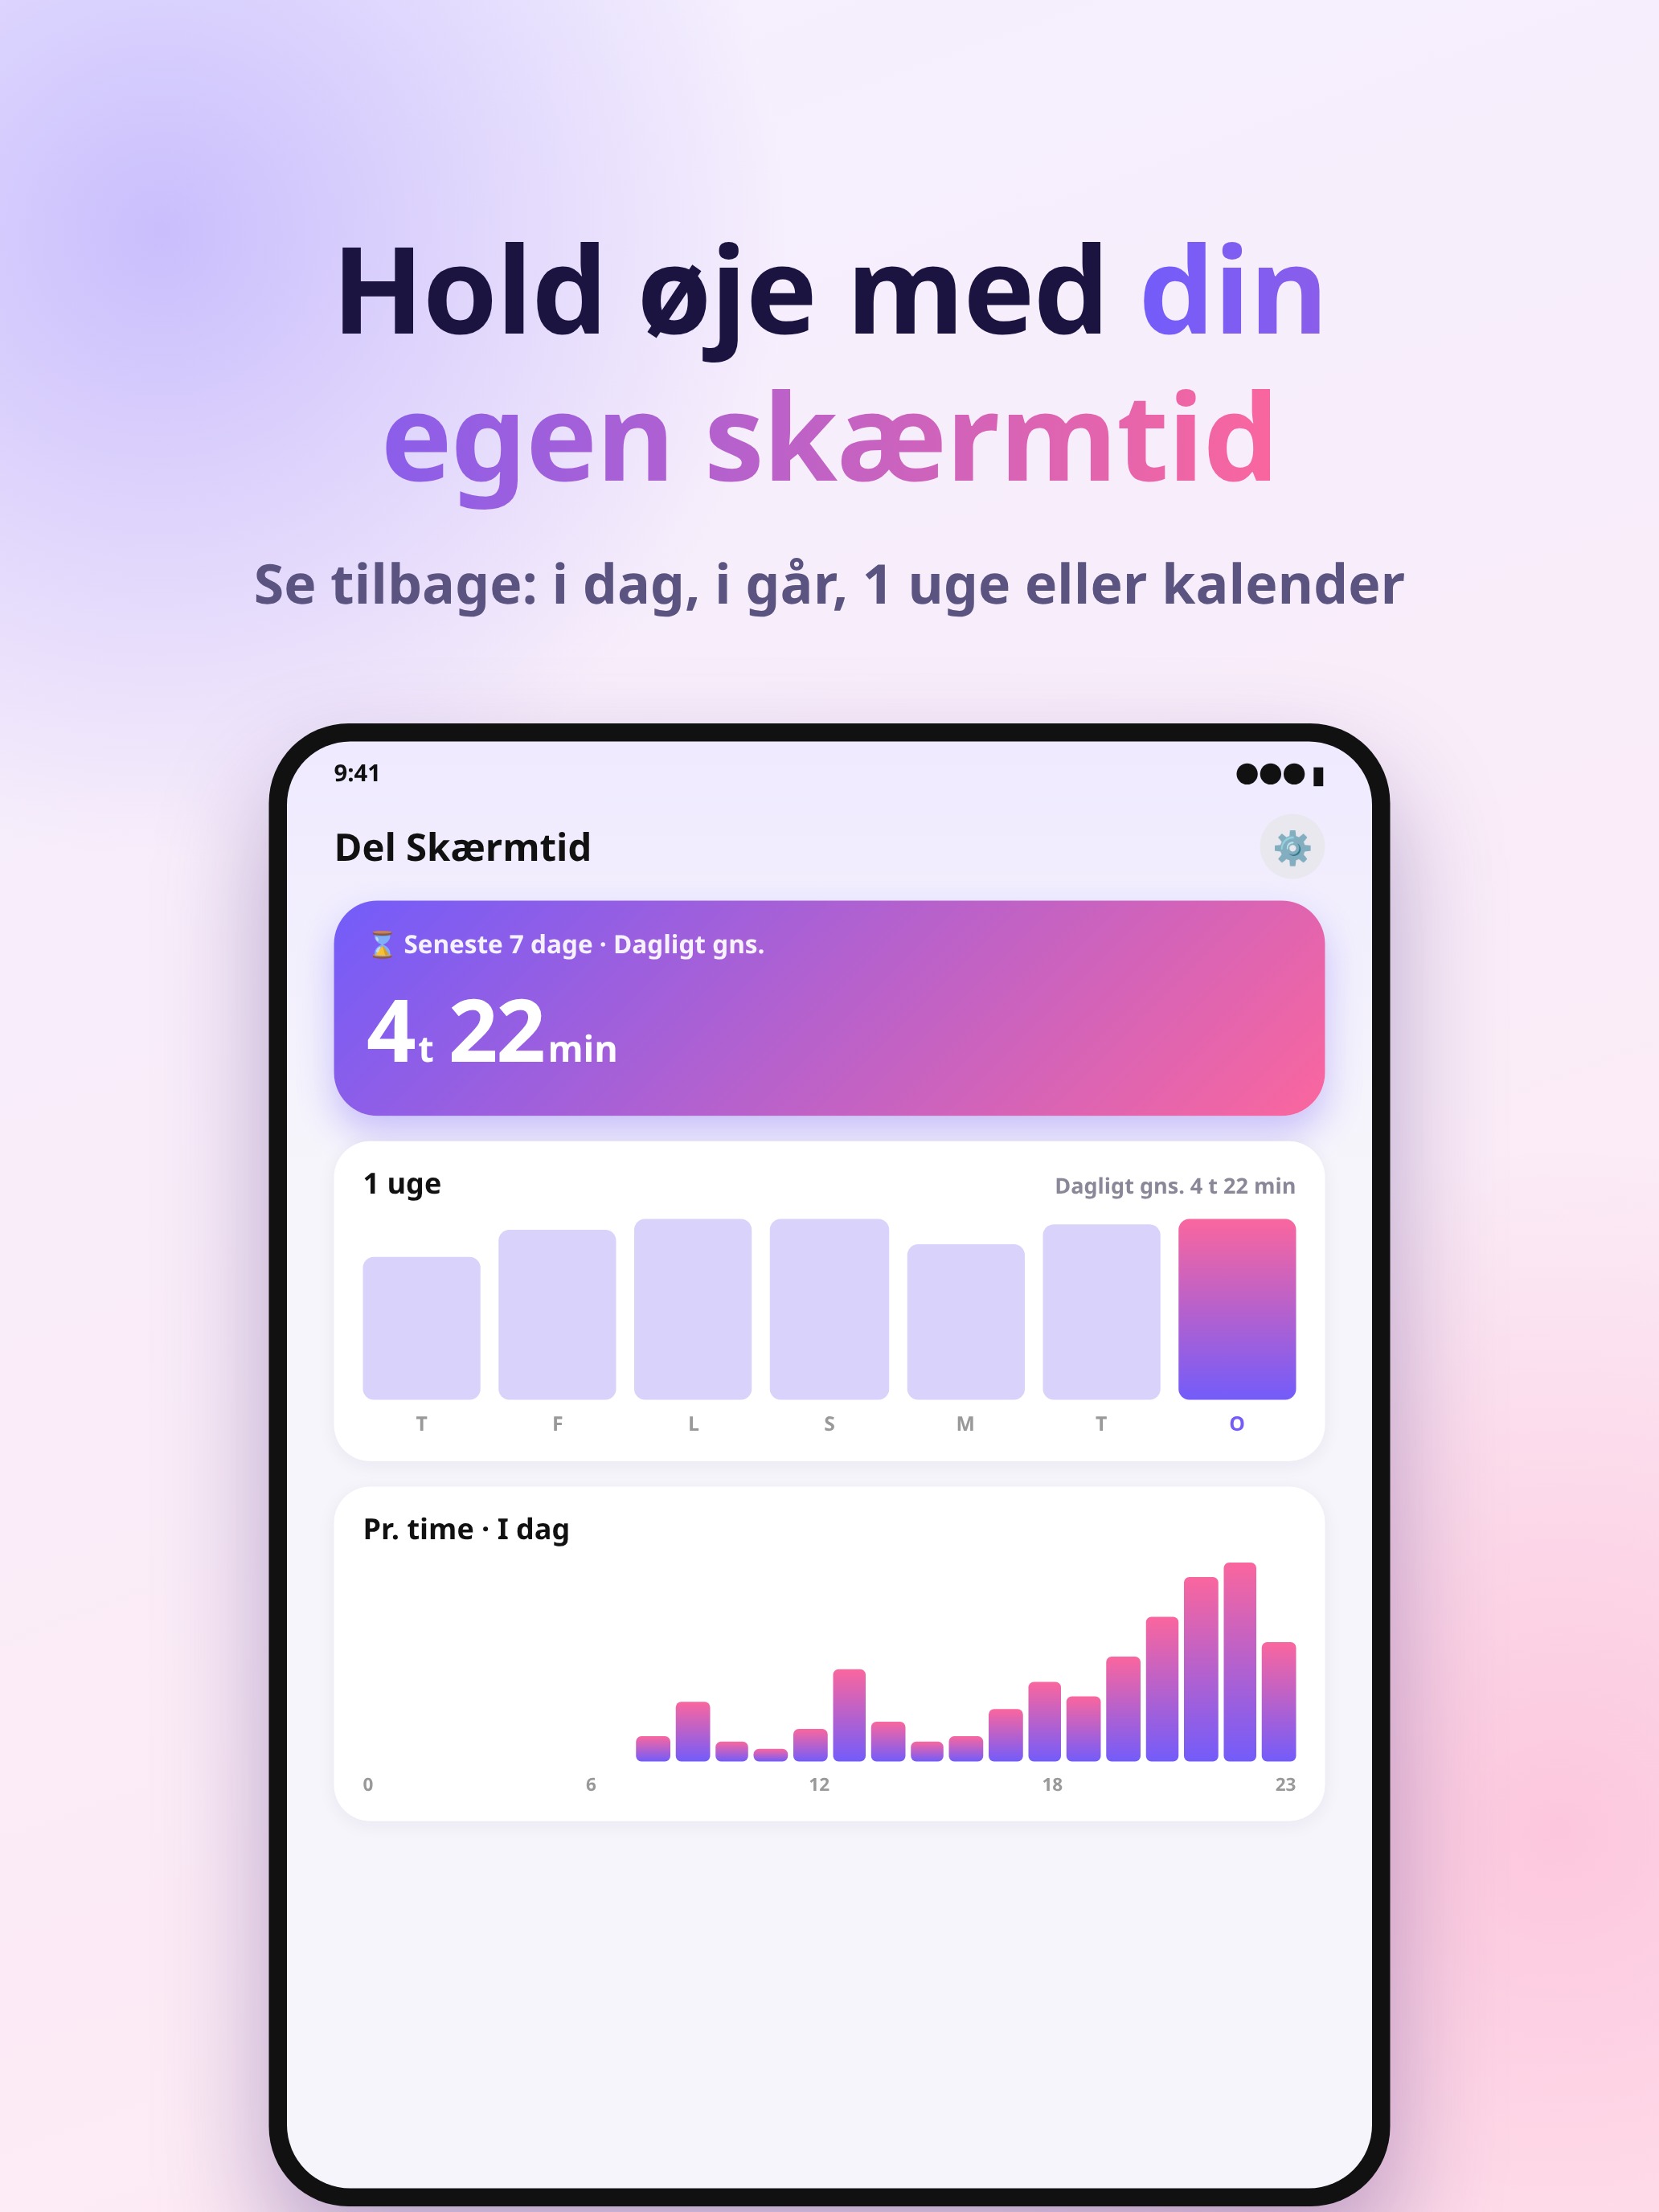 Hold øje med din
egen skærmtid
Se tilbage: i dag, i går, 1 uge eller kalender
9:41
Del Skærmtid
Seneste 7 dage · Dagligt gns.
4t 22min
1 uge
Dagligt gns. 4 t 22 min
T F L S M T O
Pr. time · I dag
0 6 12 18 23